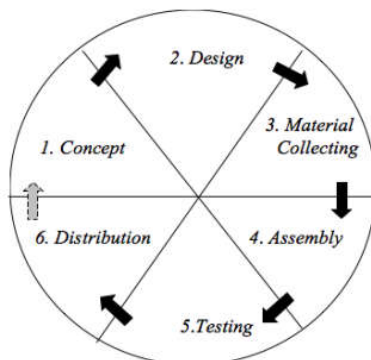 1. Concept
2. Design
3. Material
Collecting
4. Assembly
5.Testing
6. Distribution